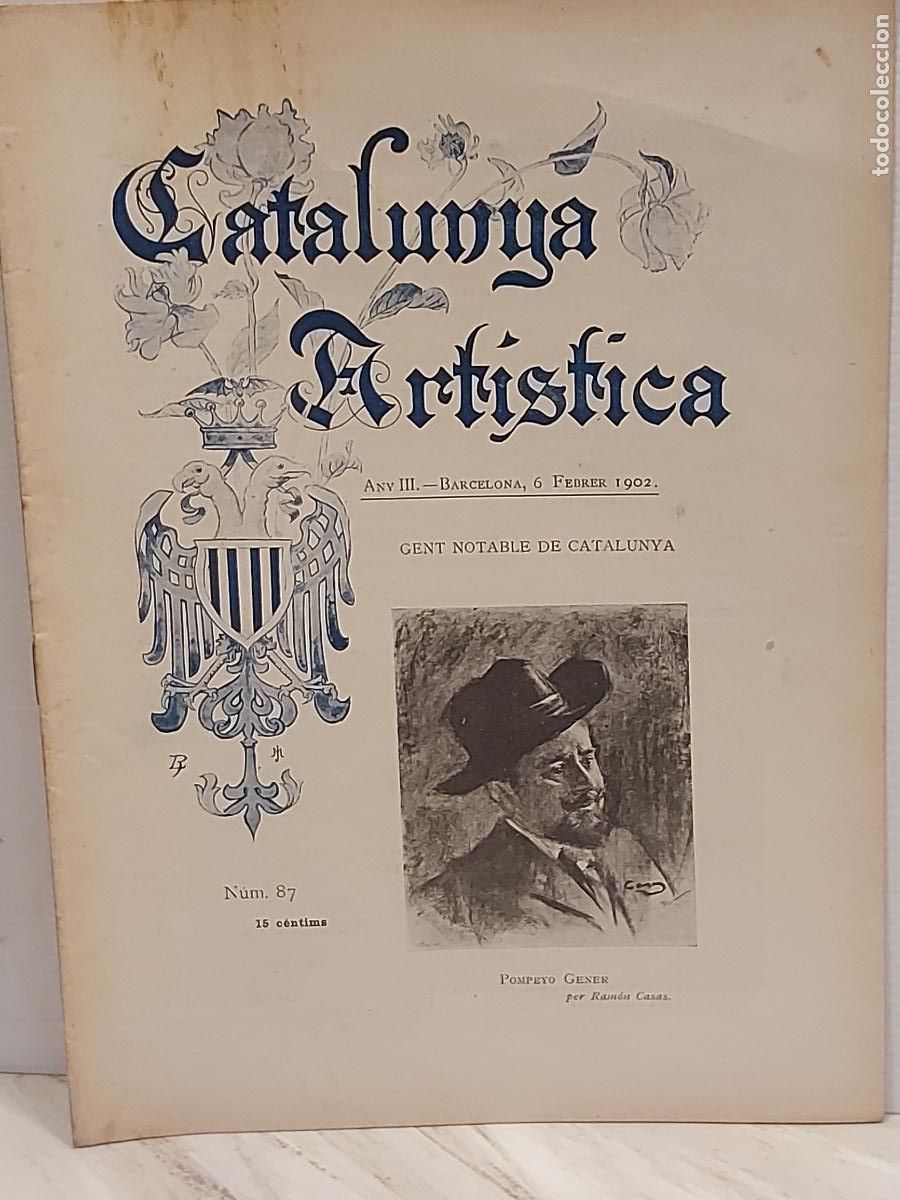 Catalunya
Artistica
ANY III.—BARCELONA, 6 FEBRER 1902.
GENT NOTABLE DE CATALUNYA
Casas
Núm. 87
15 céntims
POMPEYO GENER
per Ramón Casas.
todocoleccion